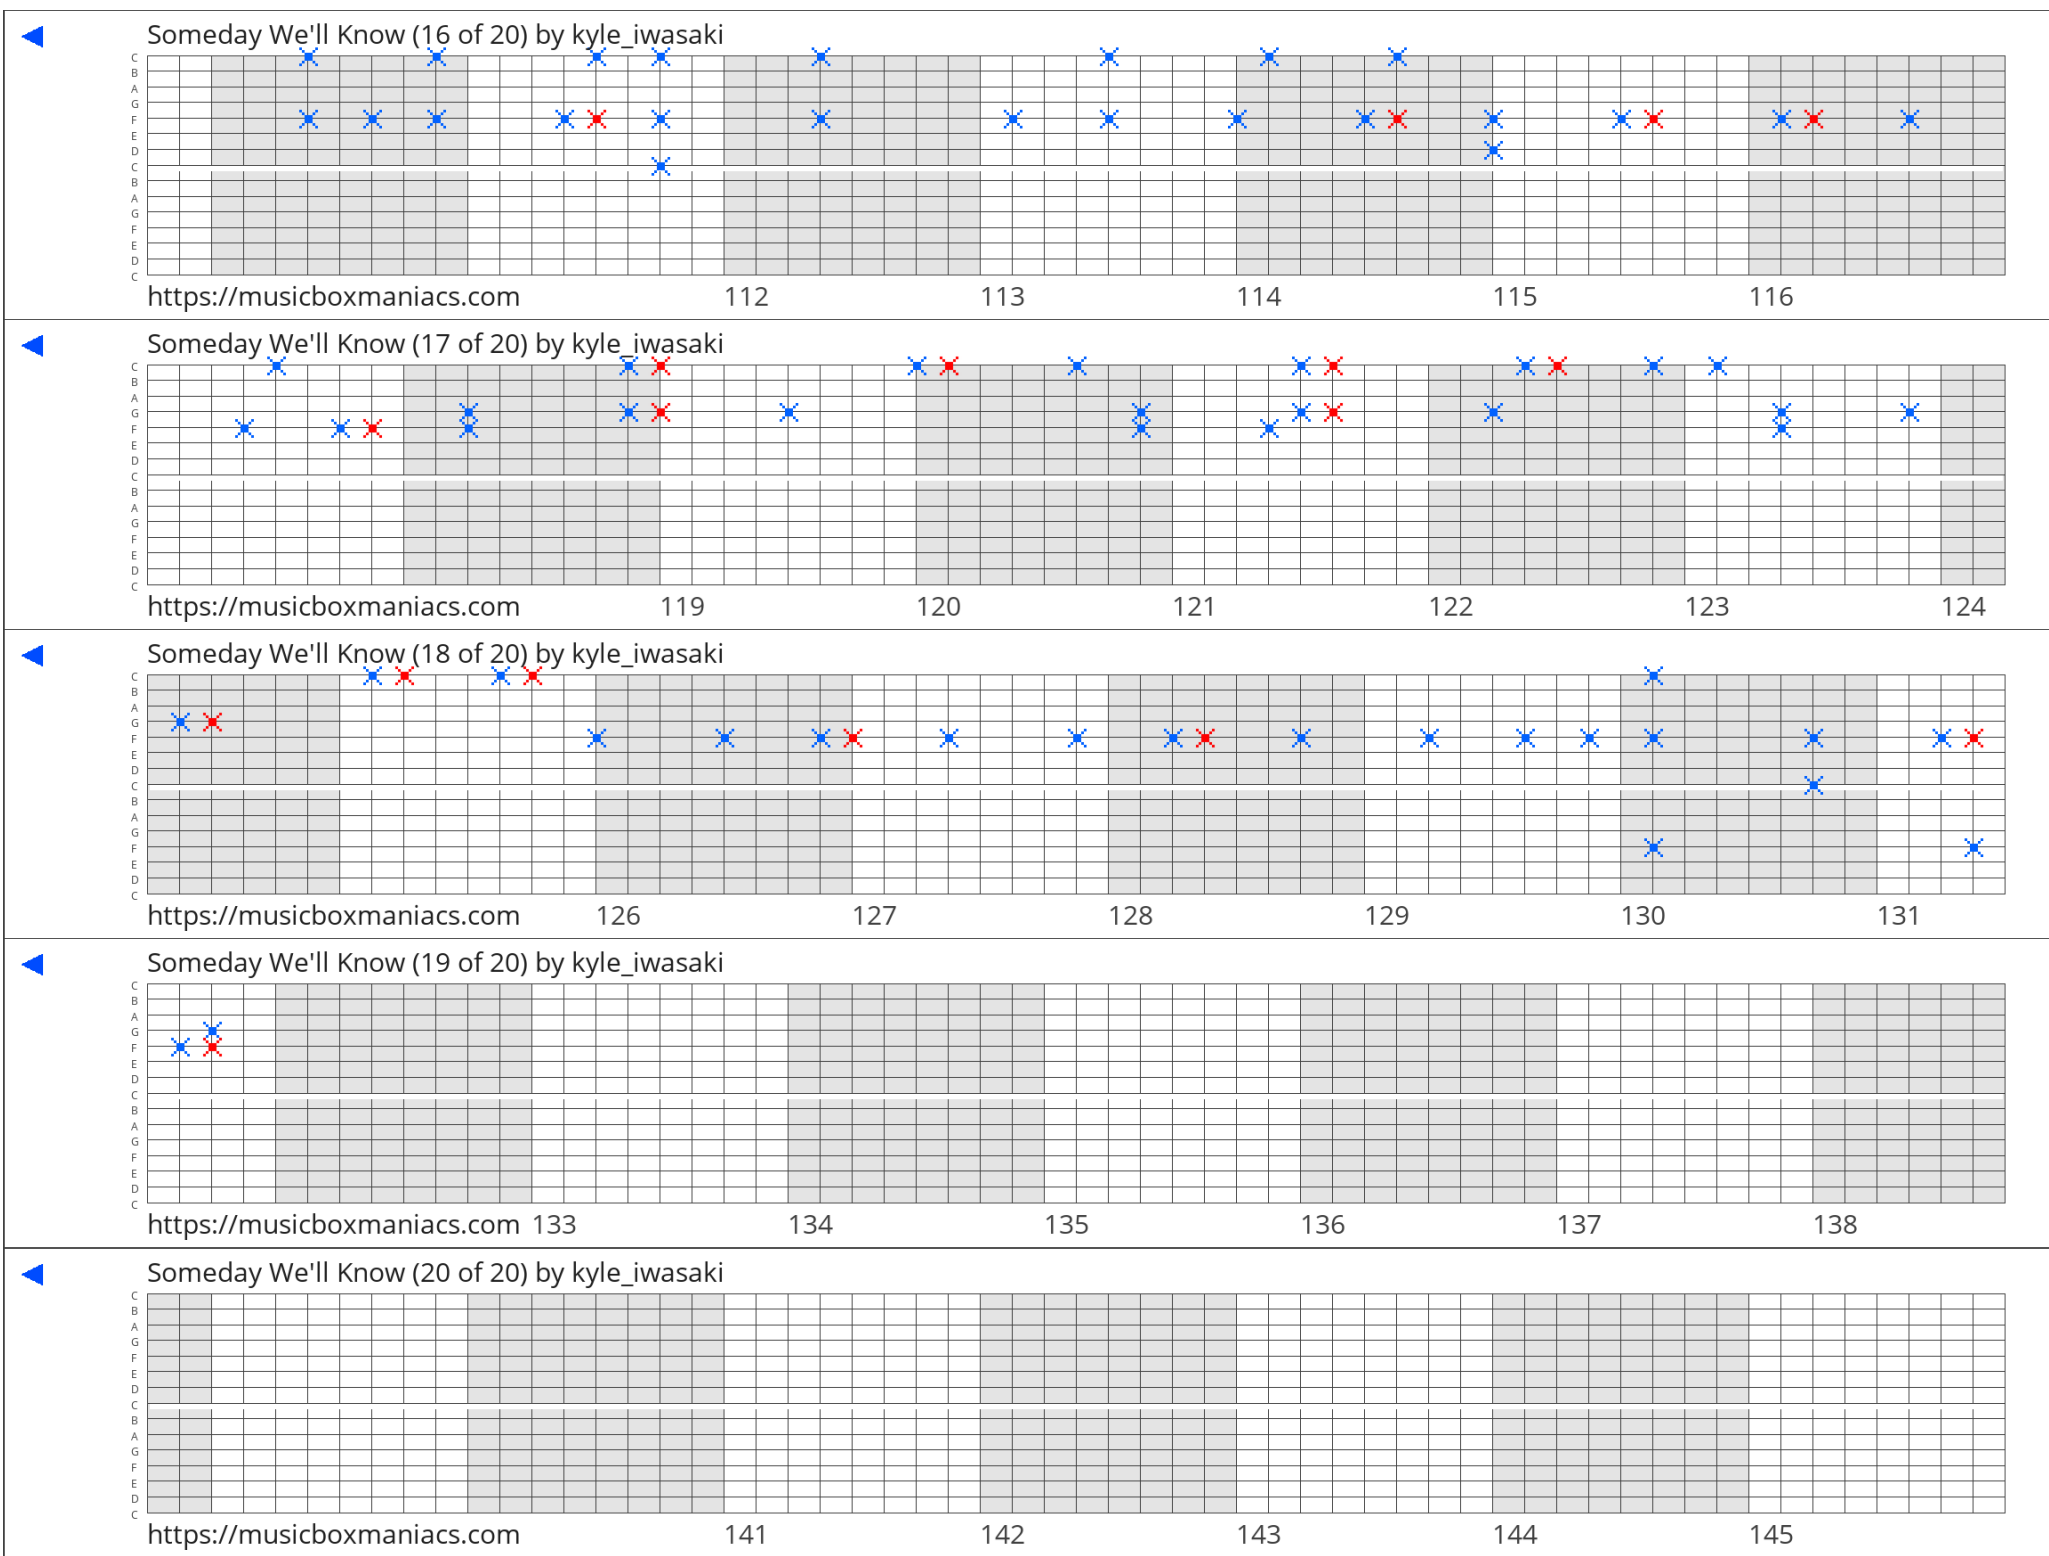 Someday We'll Know (16 of 20) by kyle_iwasaki
C
B
A
G
F
E
D
C
B
A
G
F
E
D
C
https://musicboxmaniacs.com 112 113 114 115 116
Someday We'll Know (17 of 20) by kyle_iwasaki
C
B
A
G
F
E
D
C
B
A
G
F
E
D
C
https://musicboxmaniacs.com 119 120 121 122 123 124
Someday We'll Know (18 of 20) by kyle_iwasaki
C
B
A
G
F
E
D
C
B
A
G
F
E
D
C
https://musicboxmaniacs.com 126 127 128 129 130 131
Someday We'll Know (19 of 20) by kyle_iwasaki
C
B
A
G
F
E
D
C
B
A
G
F
E
D
C
https://musicboxmaniacs.com 133 134 135 136 137 138
Someday We'll Know (20 of 20) by kyle_iwasaki
C
B
A
G
F
E
D
C
B
A
G
F
E
D
C
https://musicboxmaniacs.com 141 142 143 144 145